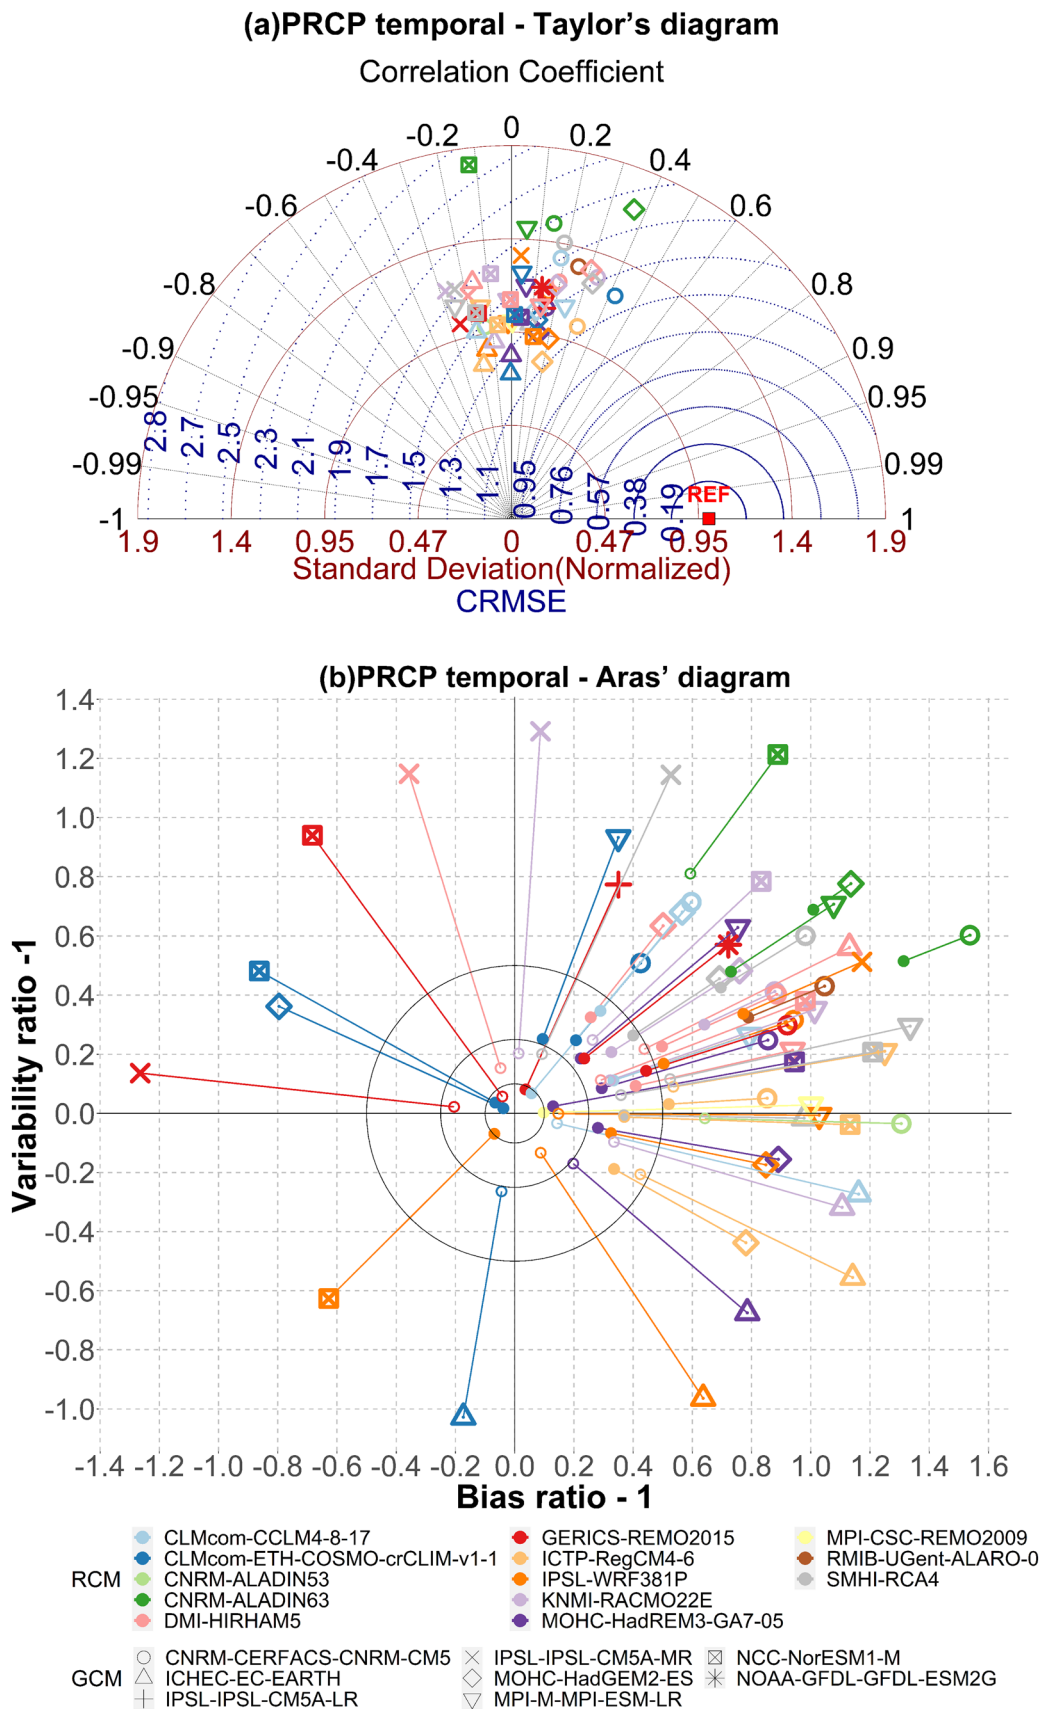 (a)PRCP temporal - Taylor's diagram
Correlation Coefficient
-0.2 0 0.2
-0.4 0.4
-0.6 0.6
-0.8 0.8
-0.9 0.9
-0.95 0.95
-0.99 0.99
-1 1
2.8 2.7 2.5 2.3 2.1 1.9 1.7 1.5 1.3 1.1 0.95 0.76 0.57 0.38 0.19
REF
1.9 1.4 0.95 0.47 0 0.47 0.95 1.4 1.9
Standard Deviation(Normalized)
CRMSE
(b)PRCP temporal - Aras' diagram
Variability ratio -1
1.4
1.2
1.0
0.8
0.6
0.4
0.2
0.0
-0.2
-0.4
-0.6
-0.8
-1.0
-1.4 -1.2 -1.0 -0.8 -0.6 -0.4 -0.2 0.0 0.2 0.4 0.6 0.8 1.0 1.2 1.4 1.6
Bias ratio - 1
RCM
CLMcom-CCLM4-8-17
CLMcom-ETH-COSMO-crCLIM-v1-1
CNRM-ALADIN53
CNRM-ALADIN63
DMI-HIRHAM5
GERICS-REMO2015
ICTP-RegCM4-6
IPSL-WRF381P
KNMI-RACMO22E
MOHC-HadREM3-GA7-05
MPI-CSC-REMO2009
RMIB-UGent-ALARO-0
SMHI-RCA4
GCM
CNRM-CERFACS-CNRM-CM5
ICHEC-EC-EARTH
IPSL-IPSL-CM5A-LR
IPSL-IPSL-CM5A-MR
MOHC-HadGEM2-ES
MPI-M-MPI-ESM-LR
NCC-NorESM1-M
NOAA-GFDL-GFDL-ESM2G